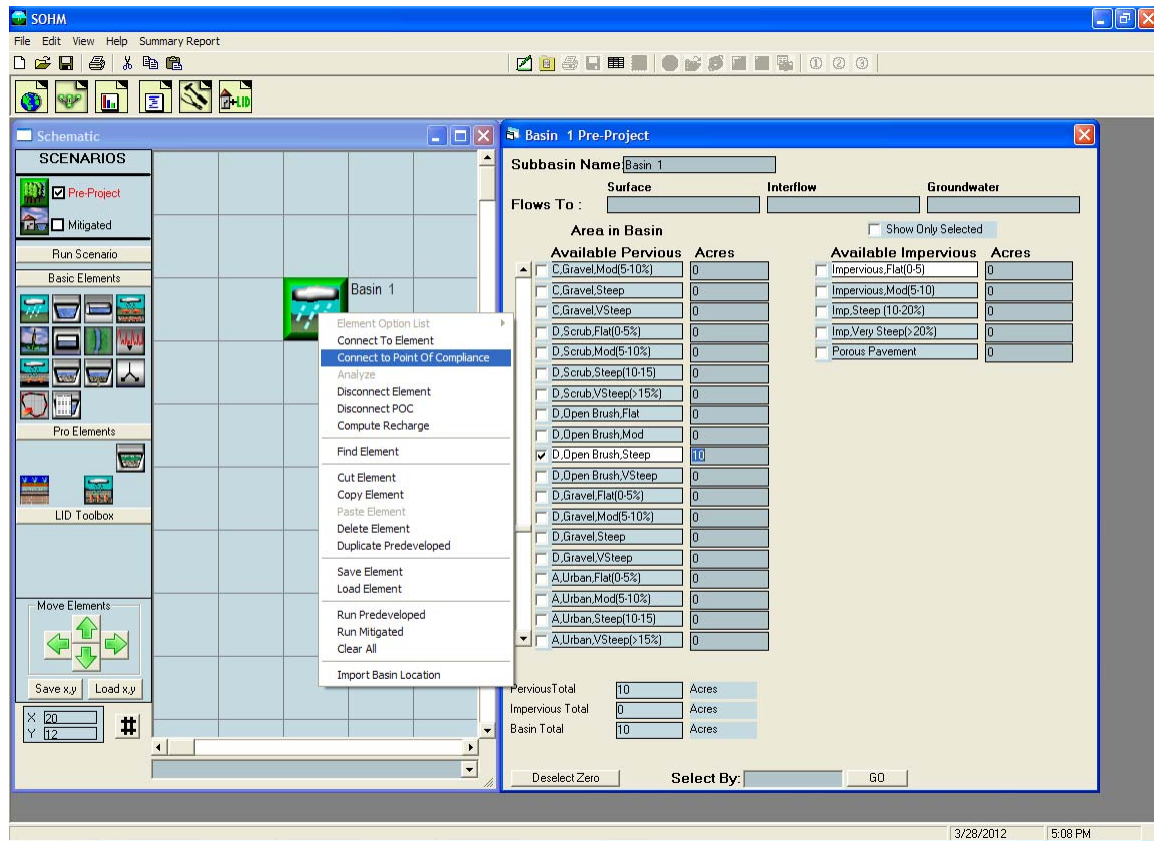 SOHM
File Edit View Help Summary Report
Schematic
SCENARIOS
Pre-Project
Mitigated
Run Scenario
Basic Elements
Pro Elements
LID Toolbox
Move Elements
Save x,y Load x,y
X 20
Y 12
#
+LID
Basin 1
Element Option List
Connect To Element
Connect to Point Of Compliance
Analyze
Disconnect Element
Disconnect POC
Compute Recharge
Find Element
Cut Element
Copy Element
Paste Element
Delete Element
Duplicate Predeveloped
Save Element
Load Element
Run Predeveloped
Run Mitigated
Clear All
Import Basin Location
Basin 1 Pre-Project
Subbasin Name: Basin 1
Surface Interflow Groundwater
Flows To :
Area in Basin
Show Only Selected
Available Pervious Acres
C,Gravel,Mod(5-10%) 0
C,Gravel,Steep 0
C,Gravel,VSteep 0
D,Scrub,Flat(0-5%) 0
D,Scrub,Mod(5-10%) 0
D,Scrub,Steep(10-15) 0
D,Scrub,VSteep(>15%) 0
D,Open Brush,Flat 0
D,Open Brush,Mod 0
D,Open Brush,Steep 10
D,Open Brush,VSteep 0
D,Gravel,Flat(0-5%) 0
D,Gravel,Mod(5-10%) 0
D,Gravel,Steep 0
D,Gravel,VSteep 0
A,Urban,Flat(0-5%) 0
A,Urban,Mod(5-10%) 0
A,Urban,Steep(10-15) 0
A,Urban,VSteep(>15%) 0
Available Impervious Acres
Impervious,Flat(0-5) 0
Impervious,Mod(5-10) 0
Imp,Steep (10-20%) 0
Imp,Very Steep(>20%) 0
Porous Pavement 0
PerviousTotal 10 Acres
Impervious Total 0 Acres
Basin Total 10 Acres
Deselect Zero Select By: GO
3/28/2012 5:08 PM